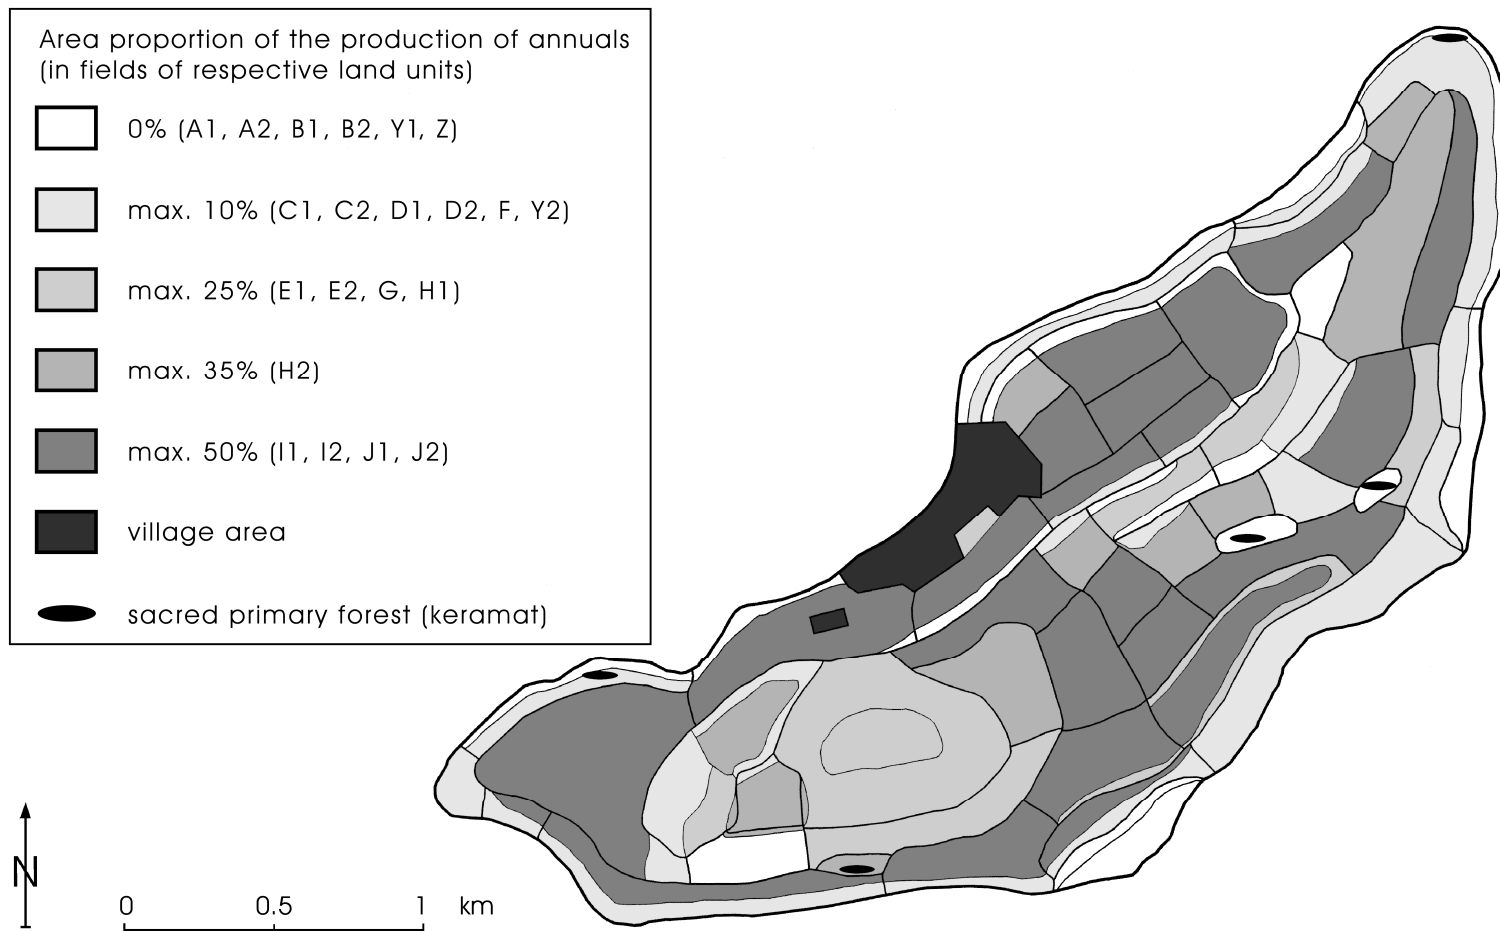 Area proportion of the production of annuals
(in fields of respective land units)
0% (A1, A2, B1, B2, Y1, Z)
max. 10% (C1, C2, D1, D2, F, Y2)
max. 25% (E1, E2, G, H1)
max. 35% (H2)
max. 50% (I1, I2, J1, J2)
village area
sacred primary forest (keramat)
N
0 0.5 1 km